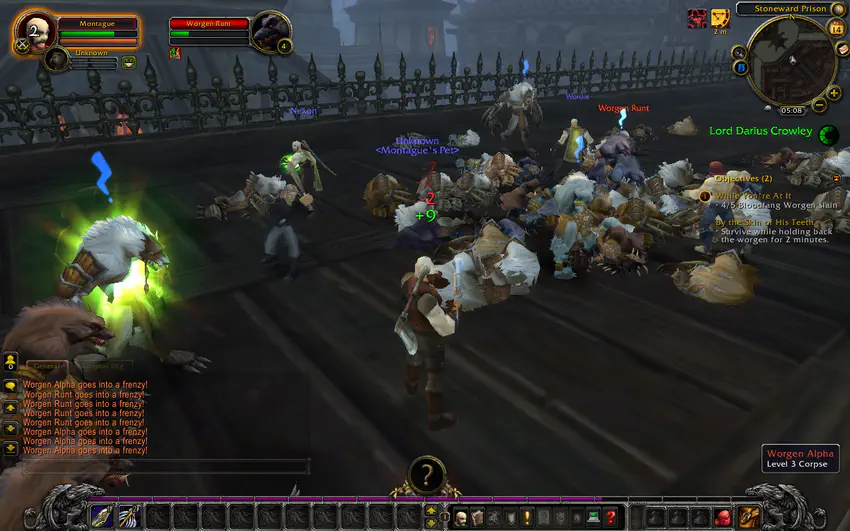 Montague
2
Unknown
Worgen Runt
4
2 m
Stoneward Prison
N
14
05:08
Nekon
Worgen Runt
Lord Darius Crowley
Unknown
<Montague's Pet>
2
2
+9
Objectives (2)
While You're At It
- 4/5 Bloodfang Worgen slain
By the Skin of His Teeth
- Survive while holding back
the worgen for 2 minutes.
0
General
Worgen Alpha goes into a frenzy!
Worgen Runt goes into a frenzy!
Worgen Runt goes into a frenzy!
Worgen Runt goes into a frenzy!
Worgen Runt goes into a frenzy!
Worgen Alpha goes into a frenzy!
Worgen Alpha goes into a frenzy!
Worgen Alpha goes into a frenzy!
Worgen Alpha
Level 3 Corpse
?
! ?